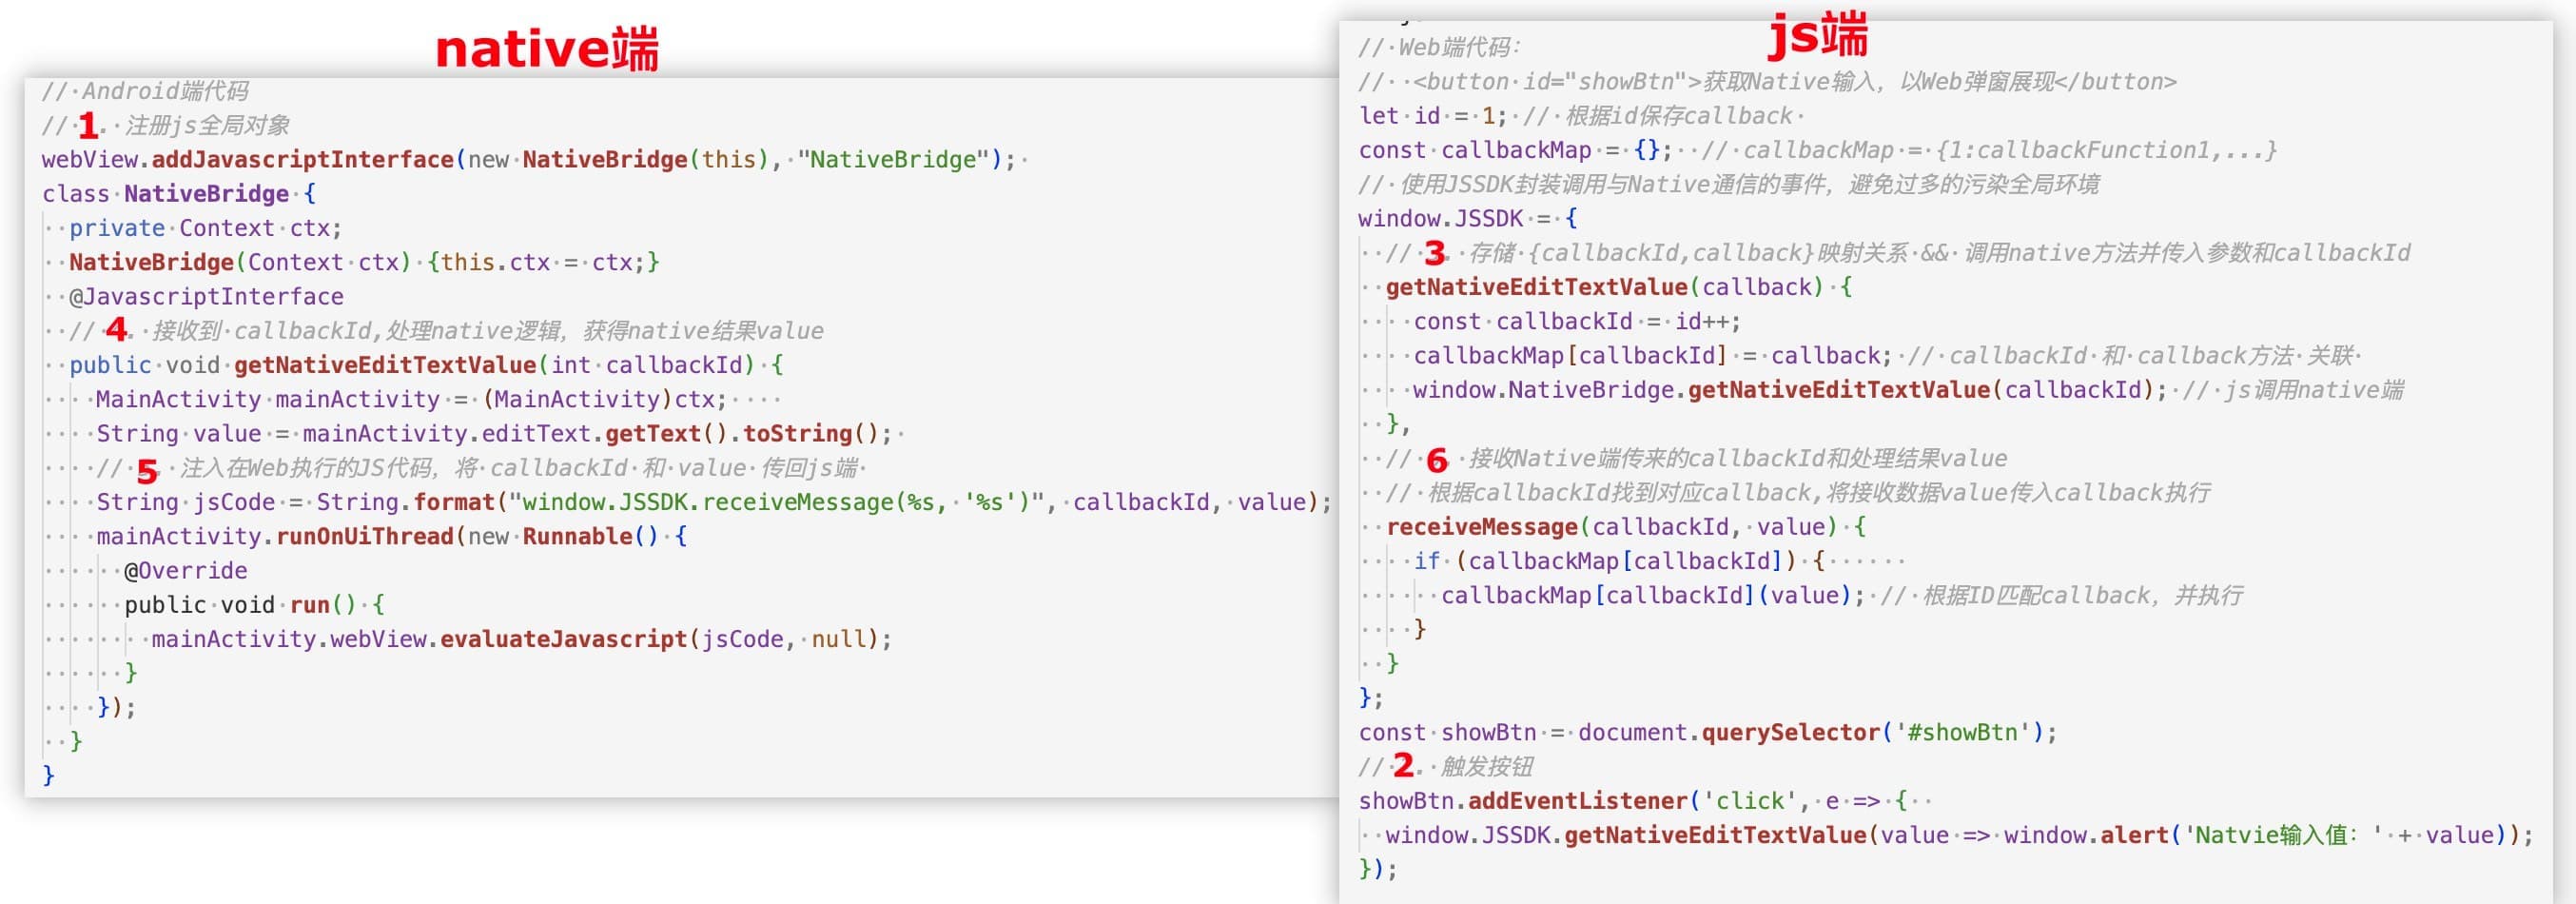 native端
// Android端代码
// 1. 注册js全局对象
webView.addJavascriptInterface(new NativeBridge(this), "NativeBridge");
class NativeBridge {
  private Context ctx;
  NativeBridge(Context ctx) {this.ctx = ctx;}
  @JavascriptInterface
  // 4. 接收到 callbackId,处理native逻辑，获得native结果value
  public void getNativeEditTextValue(int callbackId) {
    MainActivity mainActivity = (MainActivity)ctx;
    String value = mainActivity.editText.getText().toString();
    // 5. 注入在Web执行的JS代码，将 callbackId 和 value 传回js端
    String jsCode = String.format("window.JSSDK.receiveMessage(%s, '%s')", callbackId, value);
    mainActivity.runOnUiThread(new Runnable() {
      @Override
      public void run() {
        mainActivity.webView.evaluateJavascript(jsCode, null);
      }
    });
  }
}
js端
// Web端代码：
//  <button id="showBtn">获取Native输入，以Web弹窗展现</button>
let id = 1; // 根据id保存callback
const callbackMap = {};  // callbackMap = {1:callbackFunction1,...}
// 使用JSSDK封装调用与Native通信的事件，避免过多的污染全局环境
window.JSSDK = {
  // 3. 存储 {callbackId,callback}映射关系 && 调用native方法并传入参数和callbackId
  getNativeEditTextValue(callback) {
    const callbackId = id++;
    callbackMap[callbackId] = callback; // callbackId 和 callback方法 关联
    window.NativeBridge.getNativeEditTextValue(callbackId); // js调用native端
  },
  // 6. 接收Native端传来的callbackId和处理结果value
  // 根据callbackId找到对应callback,将接收数据value传入callback执行
  receiveMessage(callbackId, value) {
    if (callbackMap[callbackId]) {
      callbackMap[callbackId](value); // 根据ID匹配callback，并执行
    }
  }
};
const showBtn = document.querySelector('#showBtn');
// 2. 触发按钮
showBtn.addEventListener('click', e => {
  window.JSSDK.getNativeEditTextValue(value => window.alert('Natvie输入值：' + value));
});